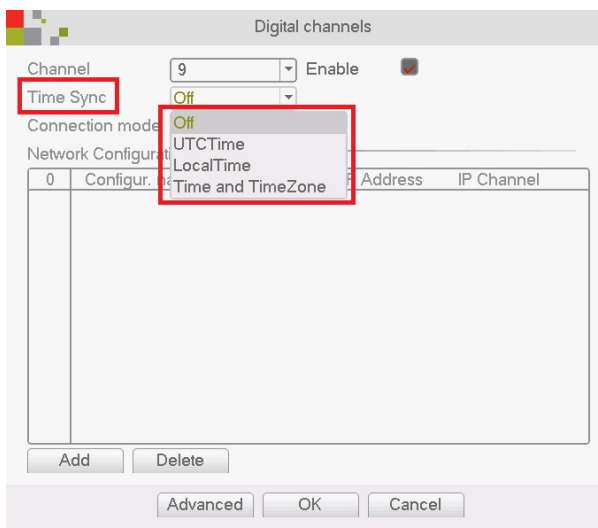 Digital channels
Channel 9 Enable
Time Sync Off
Connection mode Off
UTCTime
Network Configurati
LocalTime
0 Configur. na Time and TimeZone Address IP Channel
Add Delete
Advanced OK Cancel